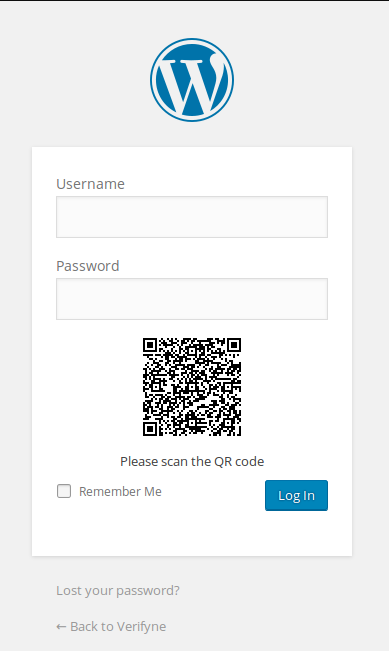 Username
Password
Please scan the QR code
Remember Me
Log In
Lost your password?
← Back to Verifyne